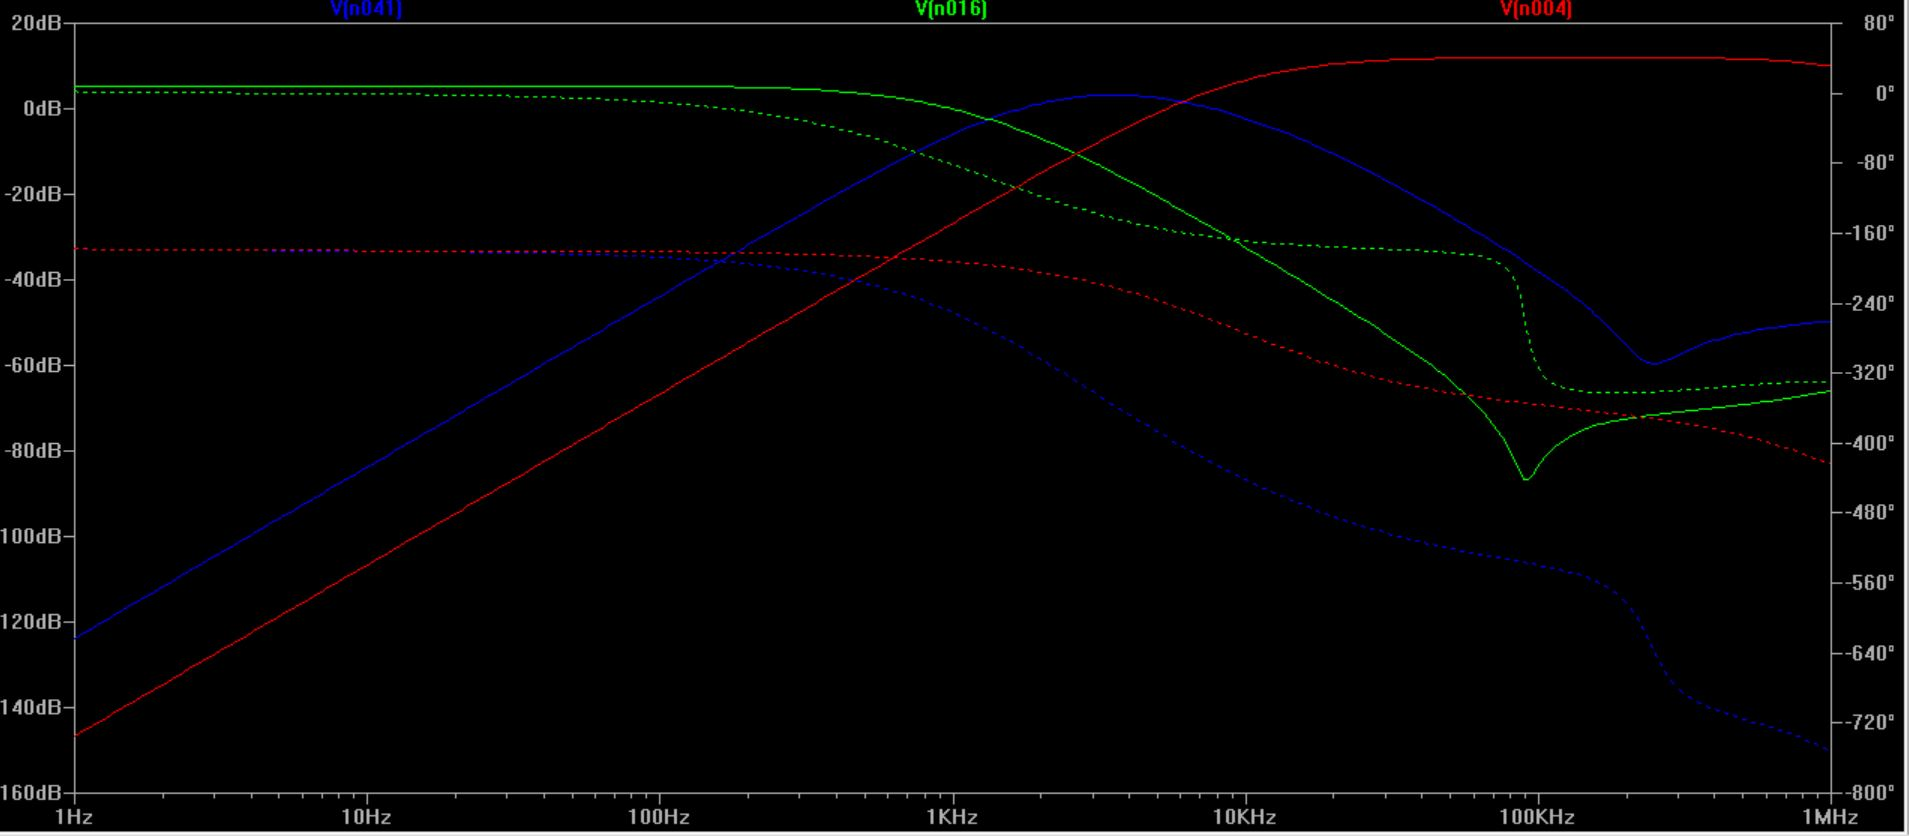 V(n041) V(n016) V(n004)
20dB 80°
0dB 0°
-20dB -80°
-40dB -160°
-60dB -240°
-80dB -320°
100dB -400°
120dB -480°
140dB -560°
160dB -640°
-720°
-800°
1Hz 10Hz 100Hz 1KHz 10KHz 100KHz 1MHz